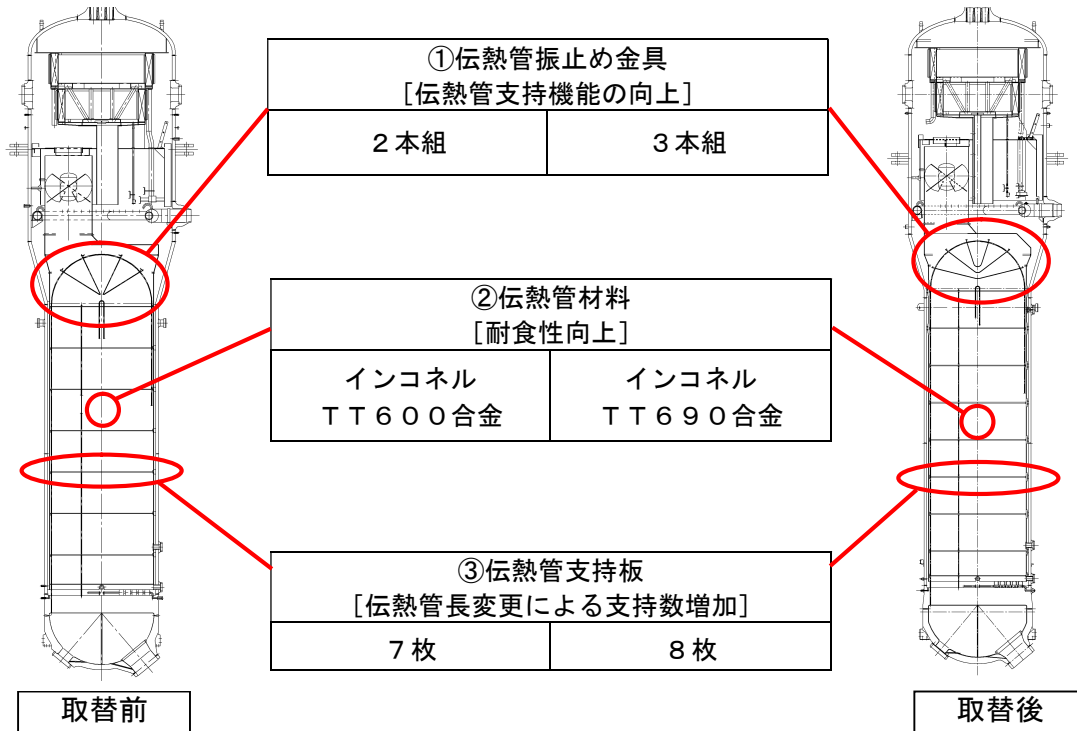 ①伝熱管振止め金具
［伝熱管支持機能の向上］
２本組
３本組
②伝熱管材料
［耐食性向上］
インコネル
ＴＴ６００合金
インコネル
ＴＴ６９０合金
③伝熱管支持板
［伝熱管長変更による支持数増加］
７枚
８枚
取替前
取替後